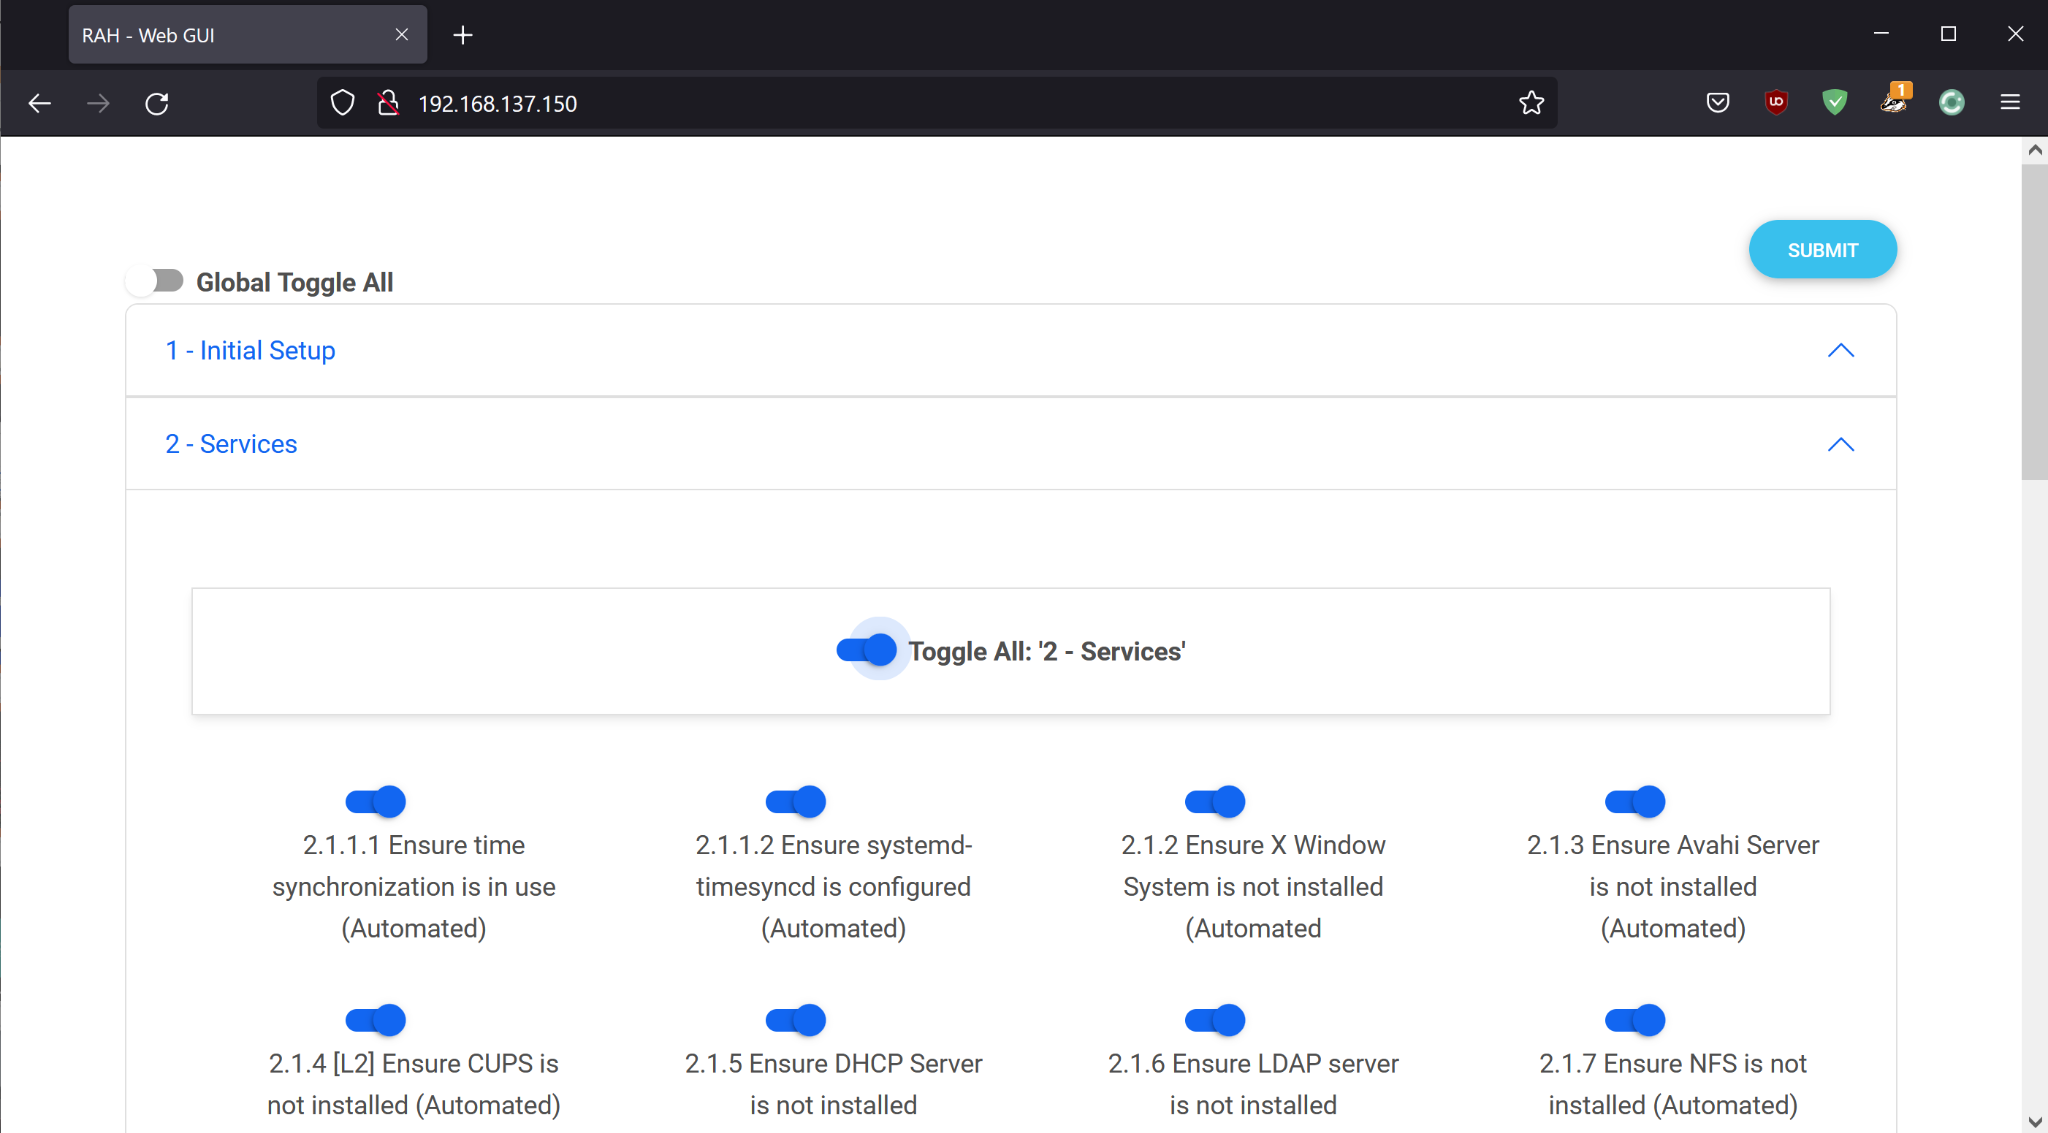 RAH - Web GUI
192.168.137.150
1
SUBMIT
Global Toggle All
1 - Initial Setup
2 - Services
Toggle All: '2 - Services'
2.1.1.1 Ensure time
synchronization is in use
(Automated)
2.1.1.2 Ensure systemd-
timesyncd is configured
(Automated)
2.1.2 Ensure X Window
System is not installed
(Automated
2.1.3 Ensure Avahi Server
is not installed
(Automated)
2.1.4 [L2] Ensure CUPS is
not installed (Automated)
2.1.5 Ensure DHCP Server
is not installed
2.1.6 Ensure LDAP server
is not installed
2.1.7 Ensure NFS is not
installed (Automated)